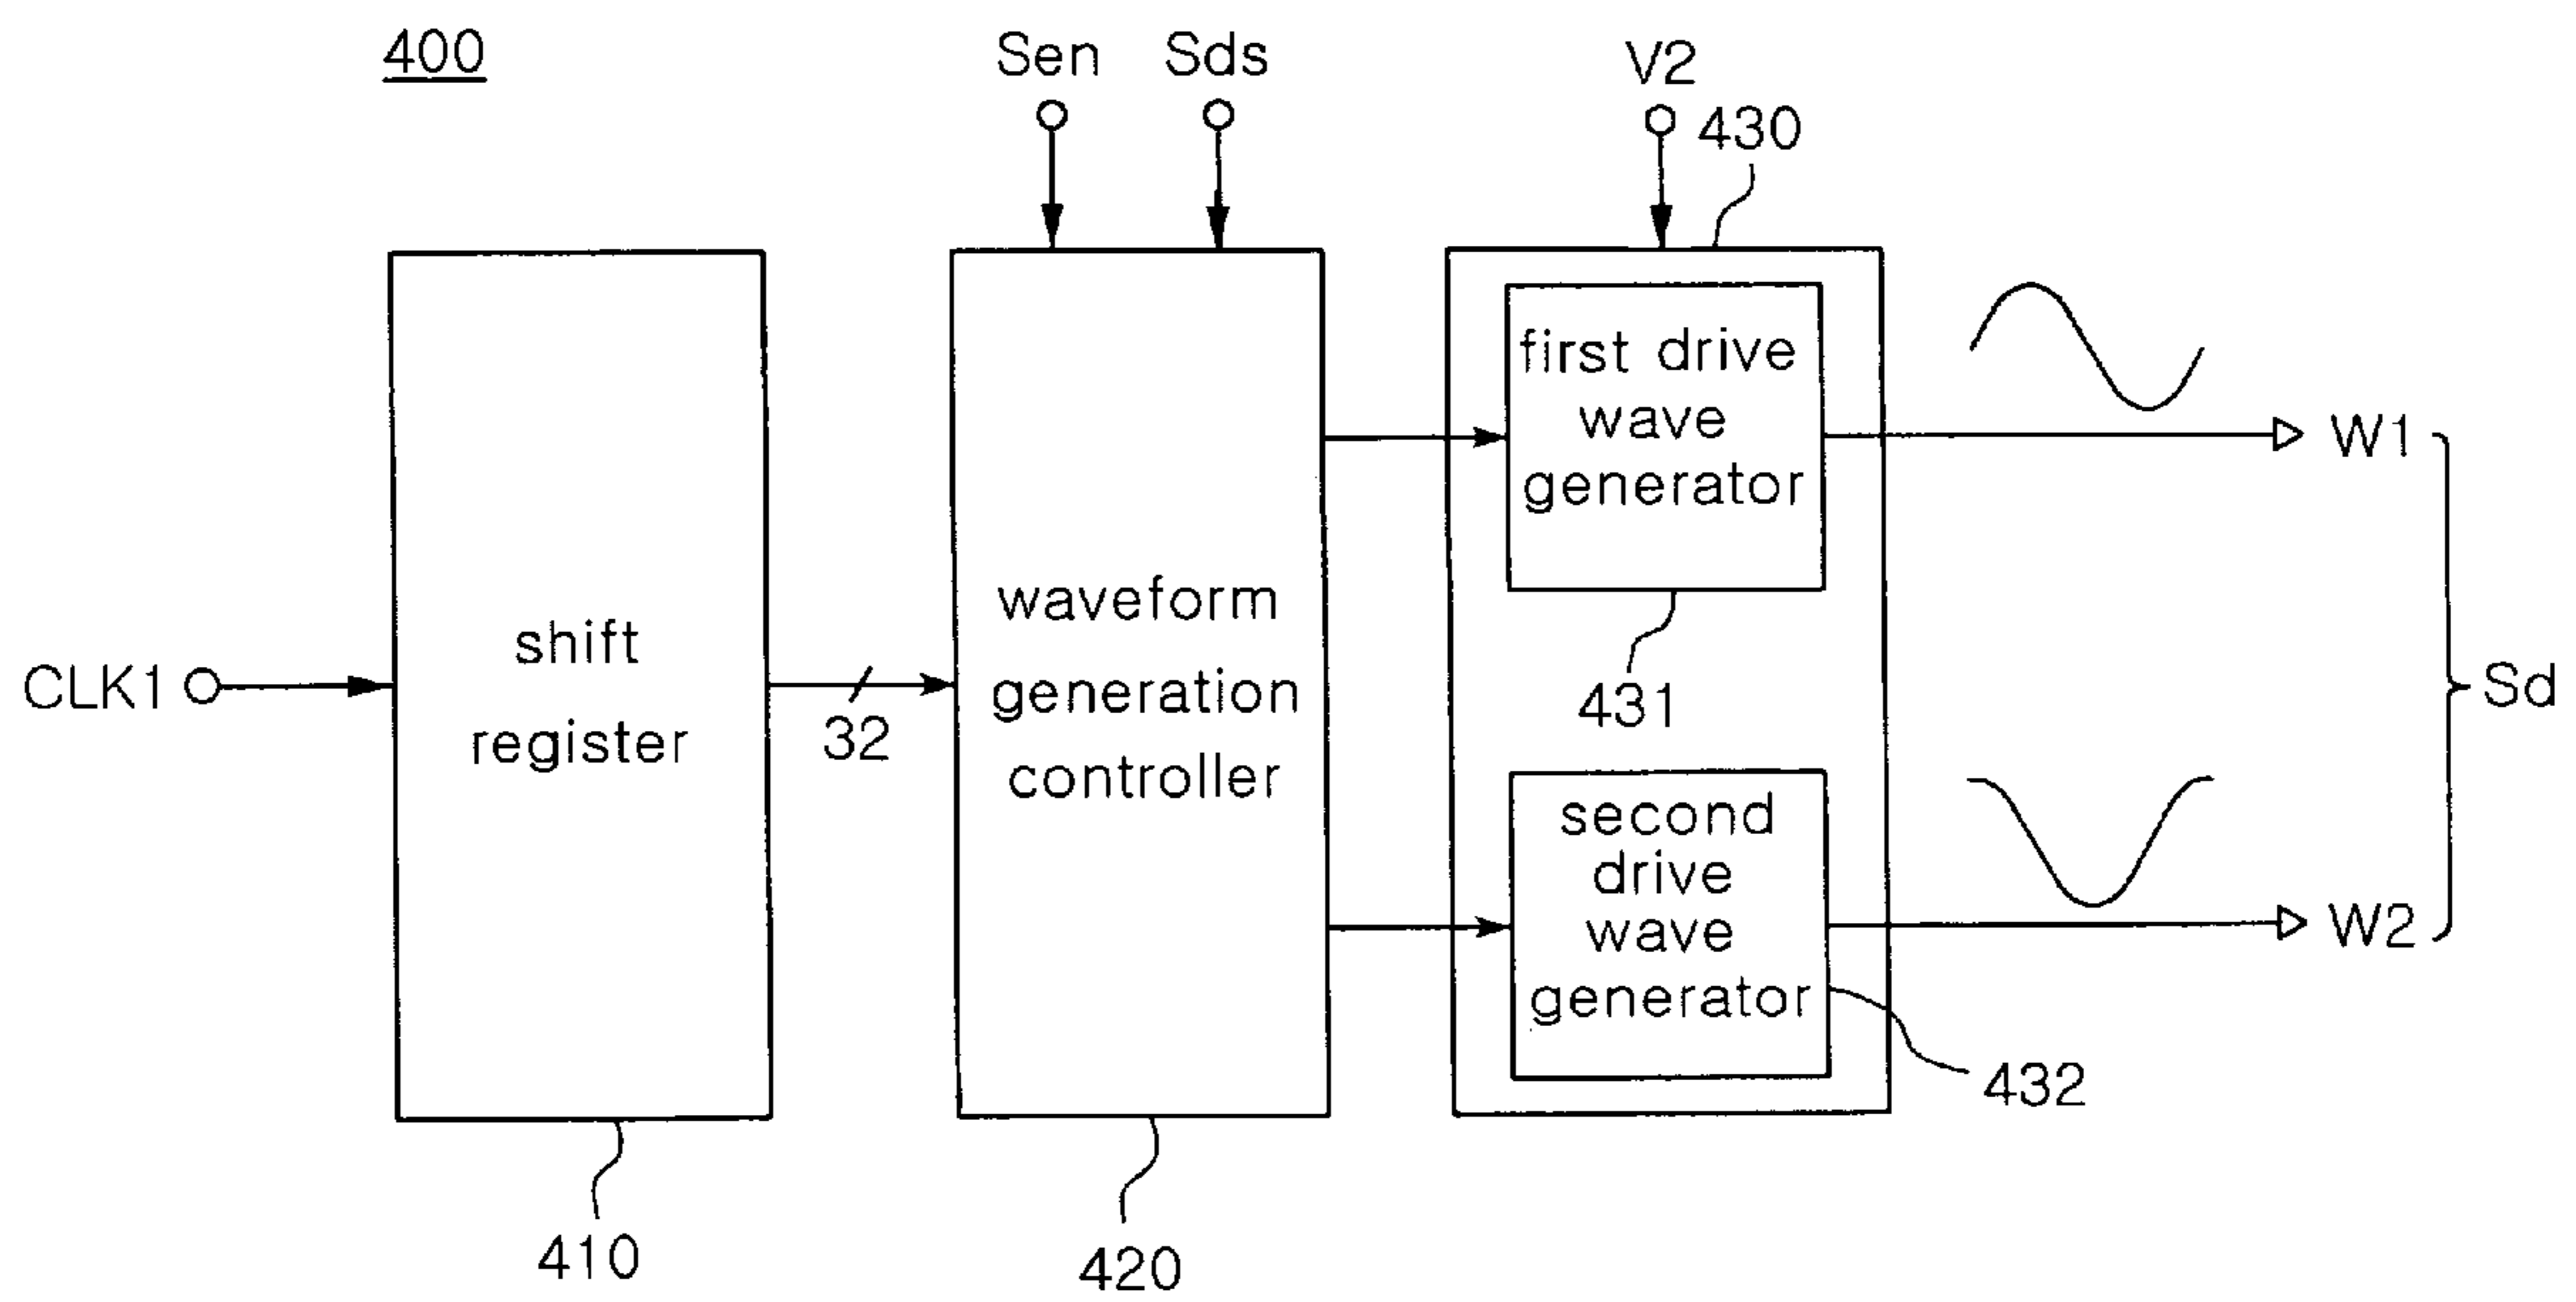 400
Sen
Sds
V2
430
CLK1
shift
register
32
waveform
generation
controller
first drive
wave
generator
431
second
drive
wave
generator
432
W1
W2
Sd
410
420